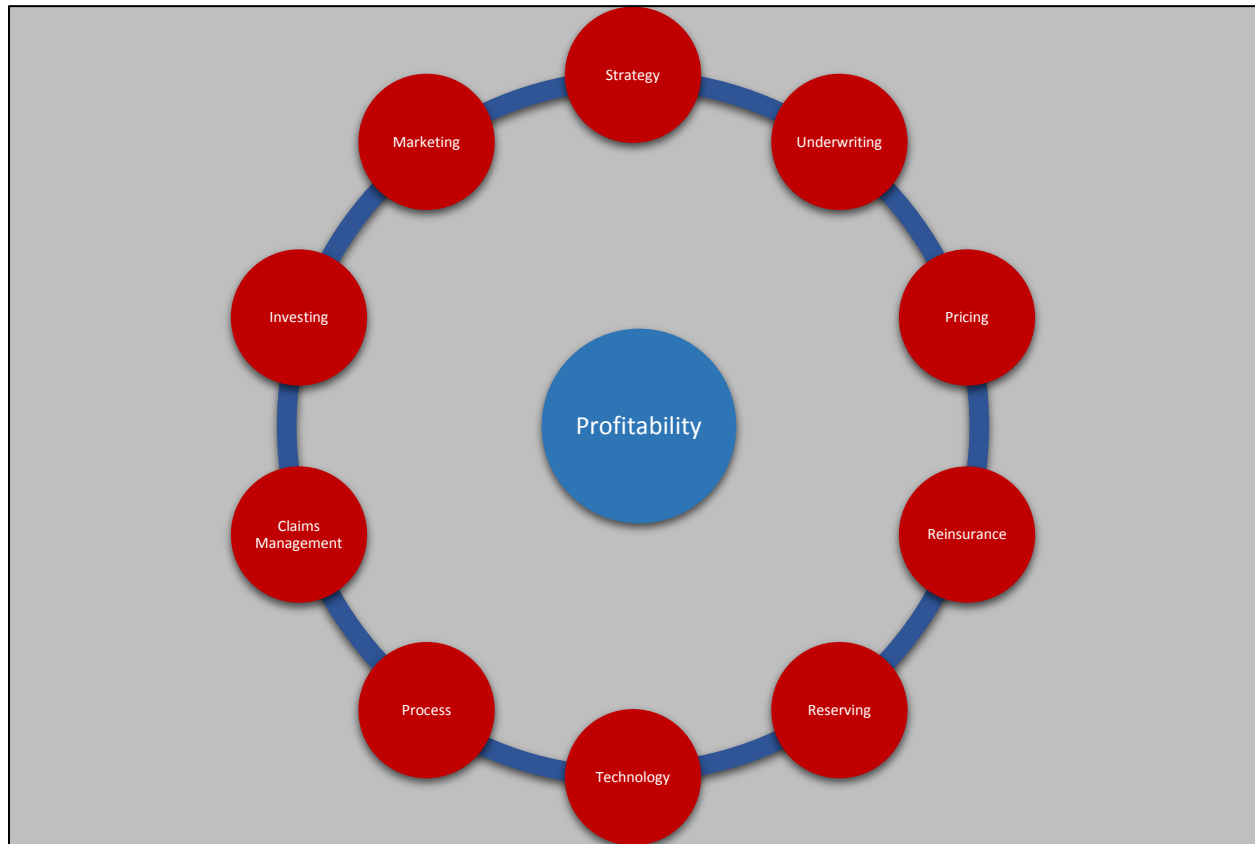 Strategy
Underwriting
Pricing
Reinsurance
Reserving
Technology
Process
Claims
Management
Investing
Marketing
Profitability